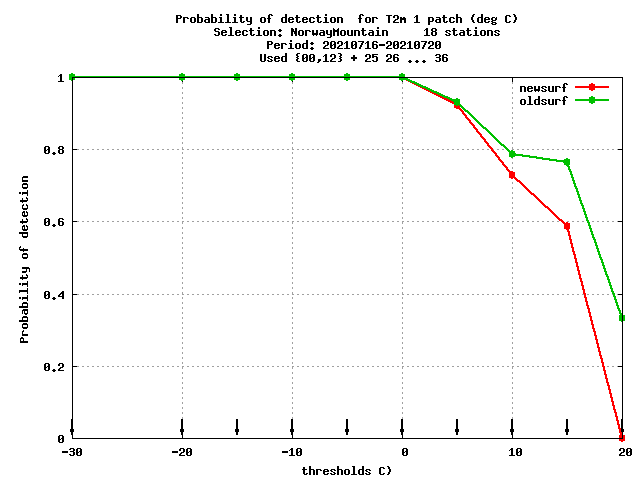 Probability of detection  for T2m 1 patch (deg C)
Selection: NorwayMountain     18 stations
Period: 20210716-20210720
Used {00,12} + 25 26 ... 36
newsurf
oldsurf
1
0.8
0.6
0.4
0.2
0
Probability of detection
-30 -20 -10 0 10 20
thresholds C)